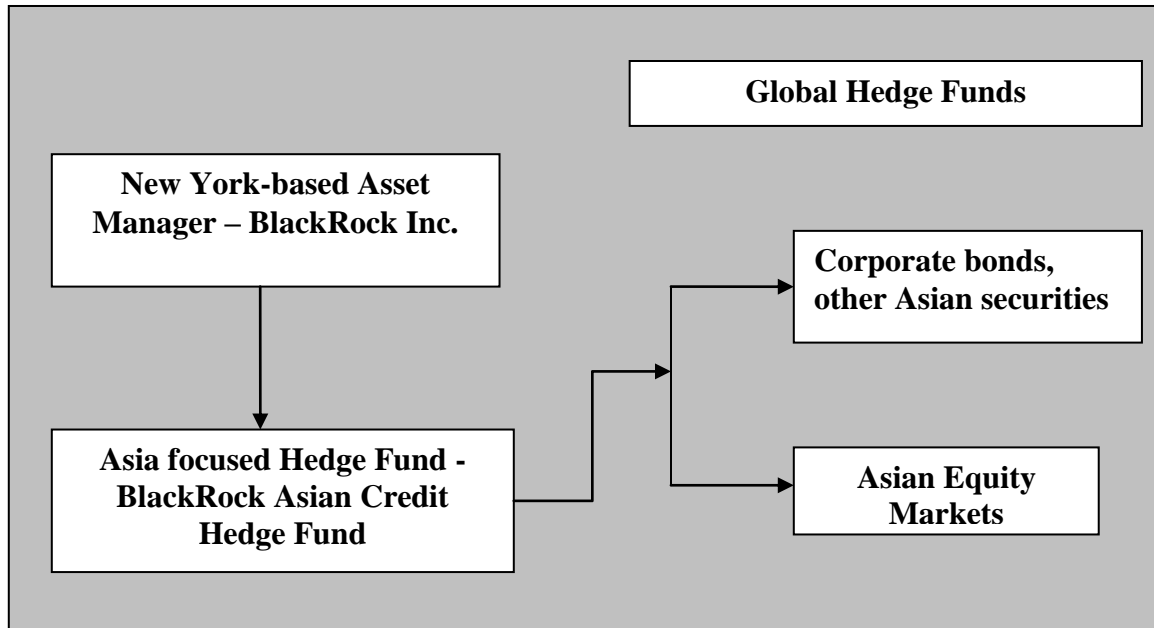 Global Hedge Funds
New York-based Asset
Manager – BlackRock Inc.
Corporate bonds,
other Asian securities
Asia focused Hedge Fund -
BlackRock Asian Credit
Hedge Fund
Asian Equity
Markets